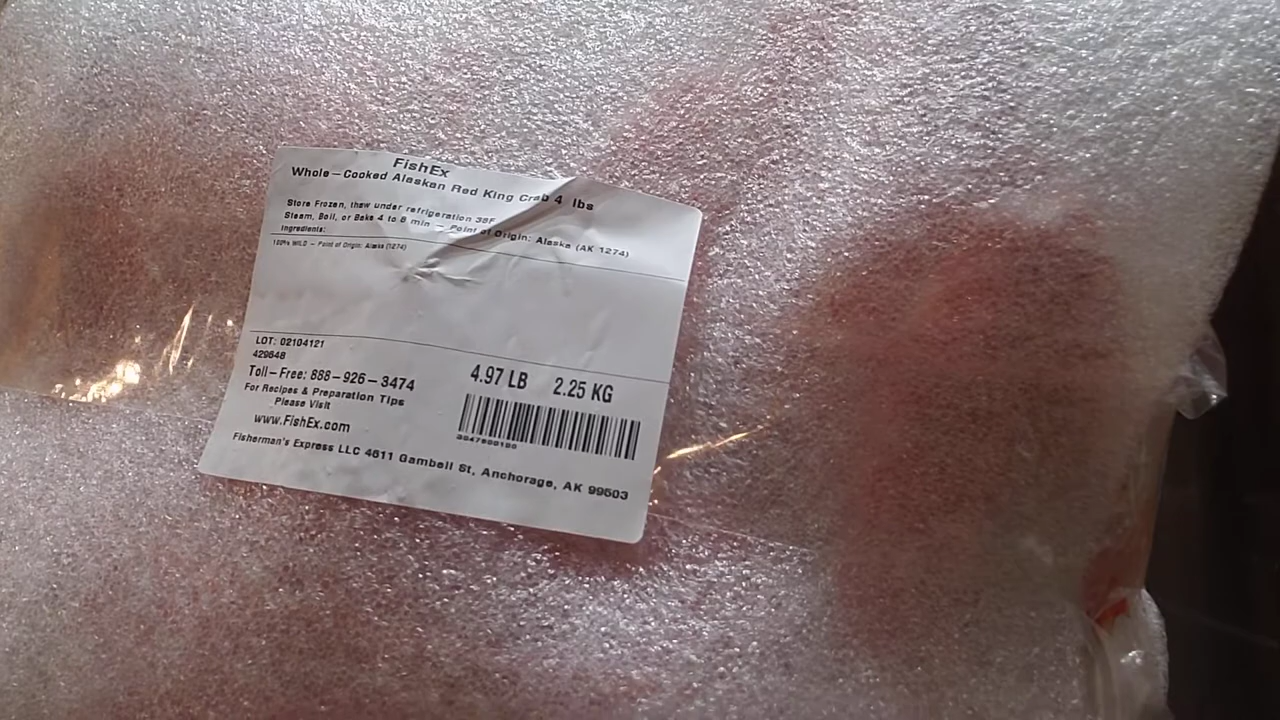 FishEx
Whole-Cooked Alaskan Red King Crab 4 lbs
Store Frozen, thaw under refrigeration 38F
Steam, Boil, or Bake 4 to 8 min - Point of Origin: Alaska (AK 1274)
Ingredients:
100% WILD - Point of Origin: Alaska (1274)
LOT: 02104121
429648
Toll-Free: 888-926-3474
For Recipes & Preparation Tips
Please Visit
www.FishEx.com
4.97 LB 2.25 KG
Fisherman's Express LLC 4611 Gambell St, Anchorage, AK 99503